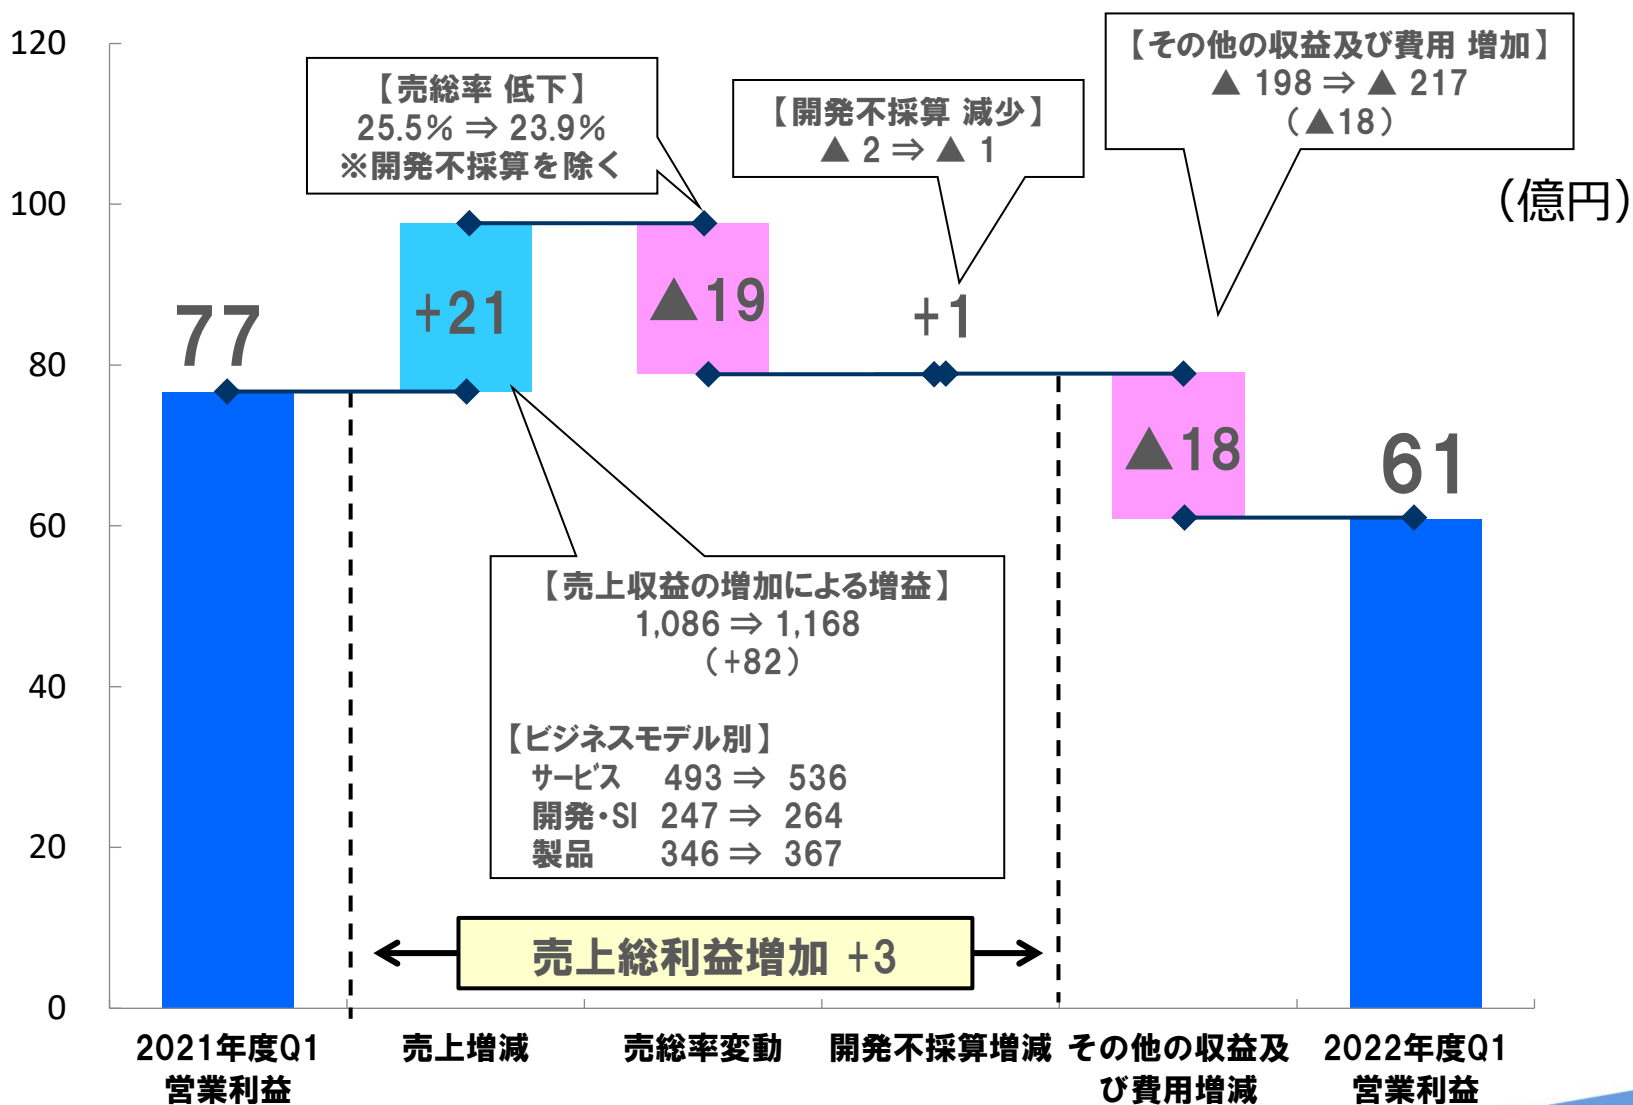 120
100
80
60
40
20
0
(億円)
【売総率 低下】
25.5% ⇒ 23.9%
※開発不採算を除く
【開発不採算 減少】
▲ 2 ⇒ ▲ 1
【その他の収益及び費用 増加】
▲ 198 ⇒ ▲ 217
(▲18)
77
+21
▲19
+1
▲18
61
【売上収益の増加による増益】
1,086 ⇒ 1,168
(+82)
【ビジネスモデル別】
サービス 493 ⇒ 536
開発・SI 247 ⇒ 264
製品 346 ⇒ 367
売上総利益増加 +3
2021年度Q1
営業利益
売上増減
売総率変動
開発不採算増減
その他の収益及
び費用増減
2022年度Q1
営業利益